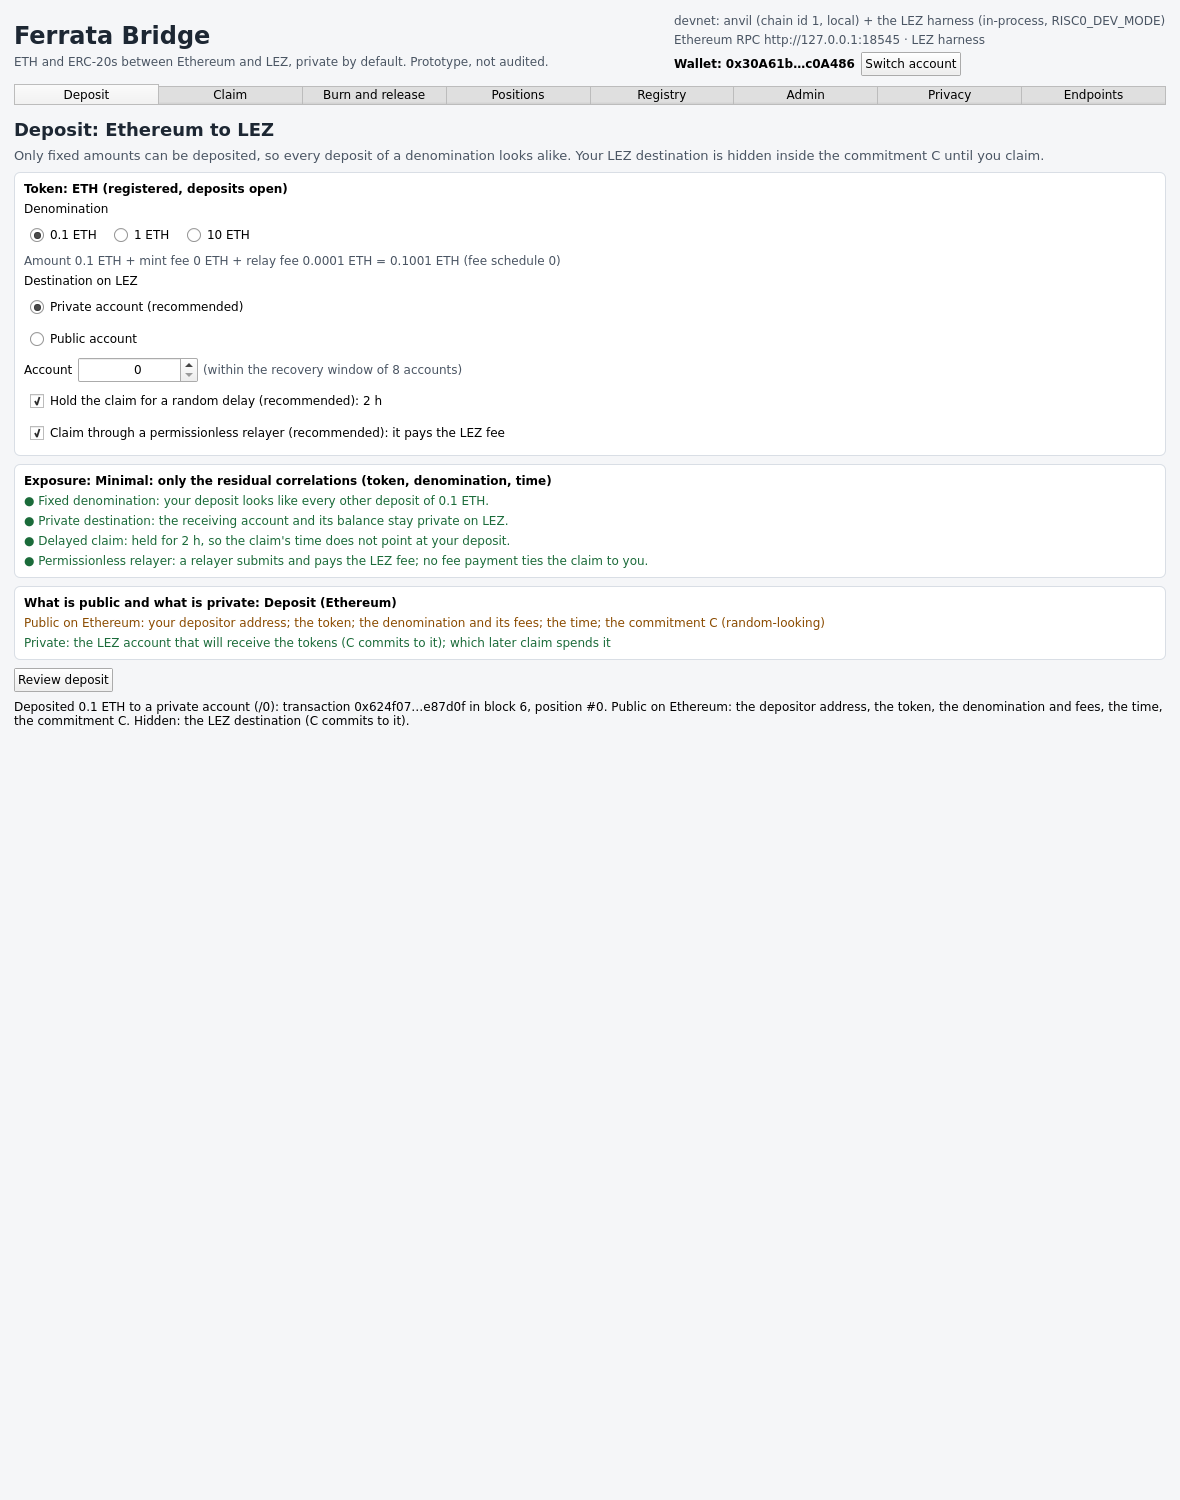 Ferrata Bridge
ETH and ERC-20s between Ethereum and LEZ, private by default. Prototype, not audited.
devnet: anvil (chain id 1, local) + the LEZ harness (in-process, RISC0_DEV_MODE)
Ethereum RPC http://127.0.0.1:18545 · LEZ harness
Wallet: 0x30A61b…c0A486 Switch account
Deposit Claim Burn and release Positions Registry Admin Privacy Endpoints
Deposit: Ethereum to LEZ
Only fixed amounts can be deposited, so every deposit of a denomination looks alike. Your LEZ destination is hidden inside the commitment C until you claim.
Token: ETH (registered, deposits open)
Denomination
0.1 ETH 1 ETH 10 ETH
Amount 0.1 ETH + mint fee 0 ETH + relay fee 0.0001 ETH = 0.1001 ETH (fee schedule 0)
Destination on LEZ
Private account (recommended)
Public account
Account 0 (within the recovery window of 8 accounts)
Hold the claim for a random delay (recommended): 2 h
Claim through a permissionless relayer (recommended): it pays the LEZ fee
Exposure: Minimal: only the residual correlations (token, denomination, time)
● Fixed denomination: your deposit looks like every other deposit of 0.1 ETH.
● Private destination: the receiving account and its balance stay private on LEZ.
● Delayed claim: held for 2 h, so the claim's time does not point at your deposit.
● Permissionless relayer: a relayer submits and pays the LEZ fee; no fee payment ties the claim to you.
What is public and what is private: Deposit (Ethereum)
Public on Ethereum: your depositor address; the token; the denomination and its fees; the time; the commitment C (random-looking)
Private: the LEZ account that will receive the tokens (C commits to it); which later claim spends it
Review deposit
Deposited 0.1 ETH to a private account (/0): transaction 0x624f07…e87d0f in block 6, position #0. Public on Ethereum: the depositor address, the token, the denomination and fees, the time,
the commitment C. Hidden: the LEZ destination (C commits to it).